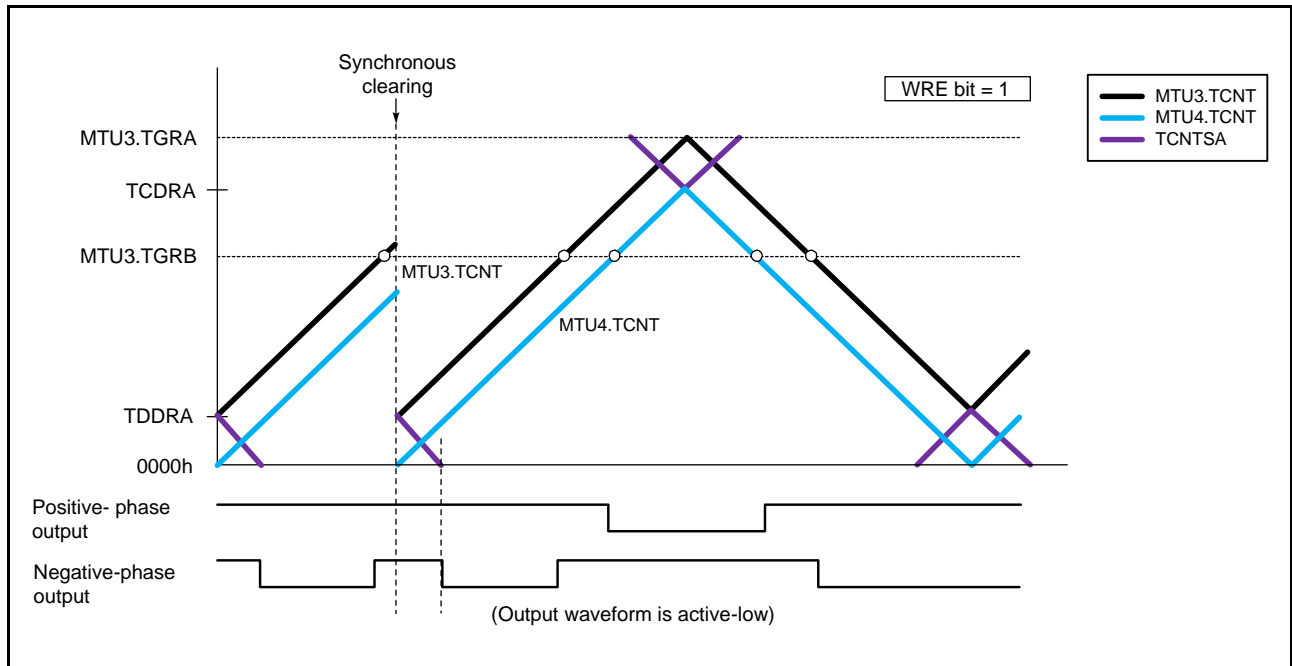 Synchronous
clearing
WRE bit = 1
MTU3.TCNT
MTU4.TCNT
TCNTSA
MTU3.TGRA
TCDRA
MTU3.TGRB
MTU3.TCNT
MTU4.TCNT
TDDRA
0000h
Positive- phase
output
Negative-phase
output
(Output waveform is active-low)